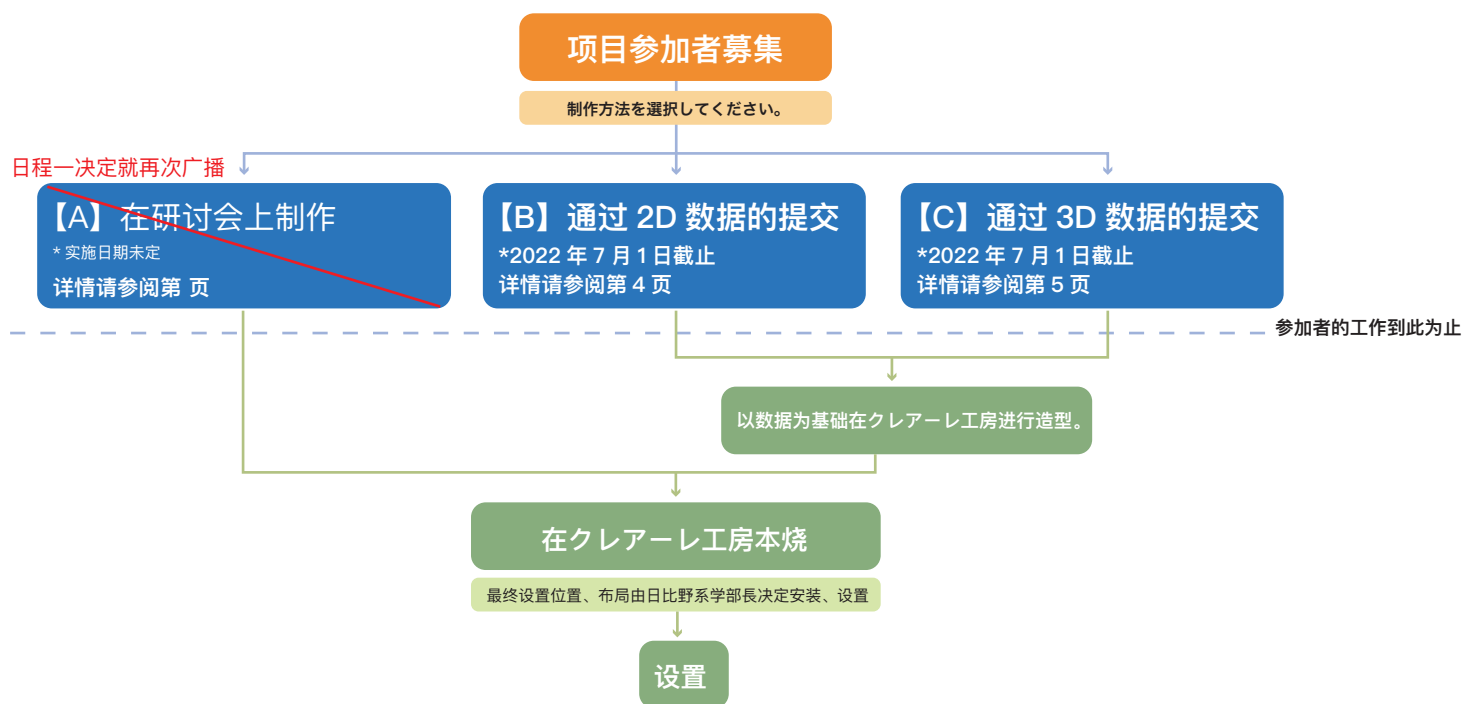 项目参加者募集
制作方法を選択してください。
日程一决定就再次广播
【A】在研讨会上制作
* 实施日期未定
详情请参阅第 页
【B】通过 2D 数据的提交
*2022 年 7 月 1 日截止
详情请参阅第 4 页
【C】通过 3D 数据的提交
*2022 年 7 月 1 日截止
详情请参阅第 5 页
参加者的工作到此为止
以数据为基础在クレアーレ工房进行造型。
在クレアーレ工房本烧
最终设置位置、布局由日比野系学部長决定安装、设置
设置